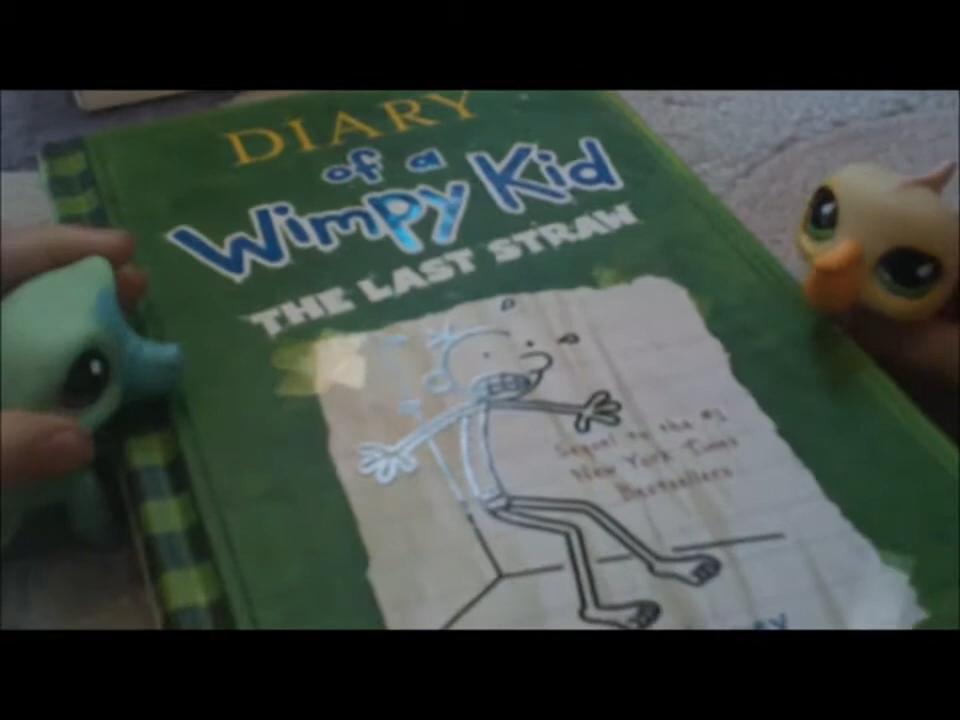 DIARY
of a
Wimpy Kid
THE LAST STRAW
Sequel to the #1
New York Times
Bestsellers